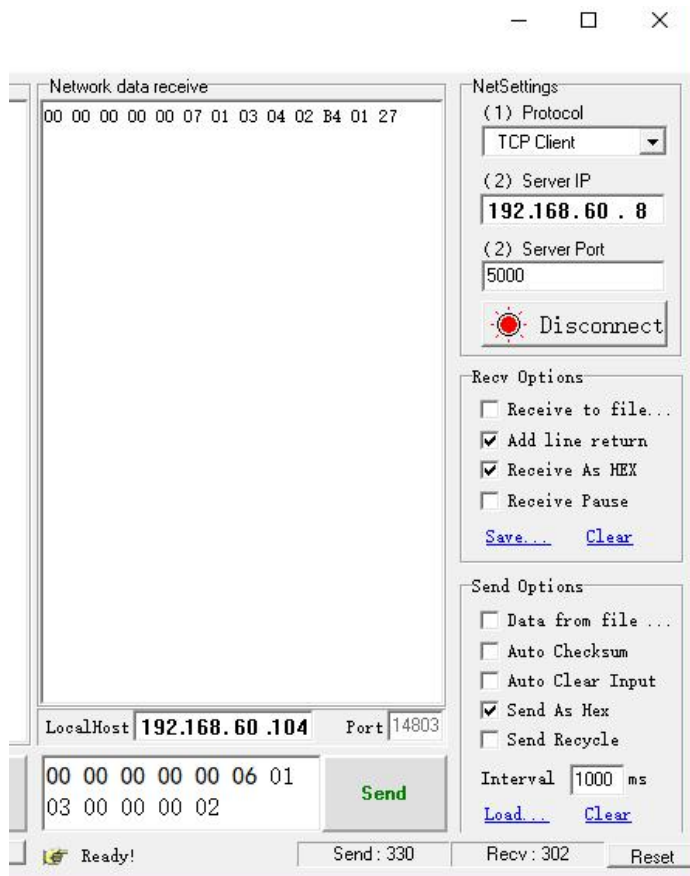 Network data receive
00 00 00 00 00 07 01 03 04 02 B4 01 27
NetSettings
(1) Protocol
TCP Client
(2) Server IP
192.168.60 . 8
(2) Server Port
5000
Disconnect
Recv Options
Receive to file...
Add line return
Receive As HEX
Receive Pause
Save... Clear
Send Options
Data from file ...
Auto Checksum
Auto Clear Input
Send As Hex
Send Recycle
Interval 1000 ms
Load... Clear
LocalHost 192.168.60 .104 Port 14803
00 00 00 00 00 06 01
03 00 00 00 02
Send
Ready! Send : 330 Recv : 302 Reset